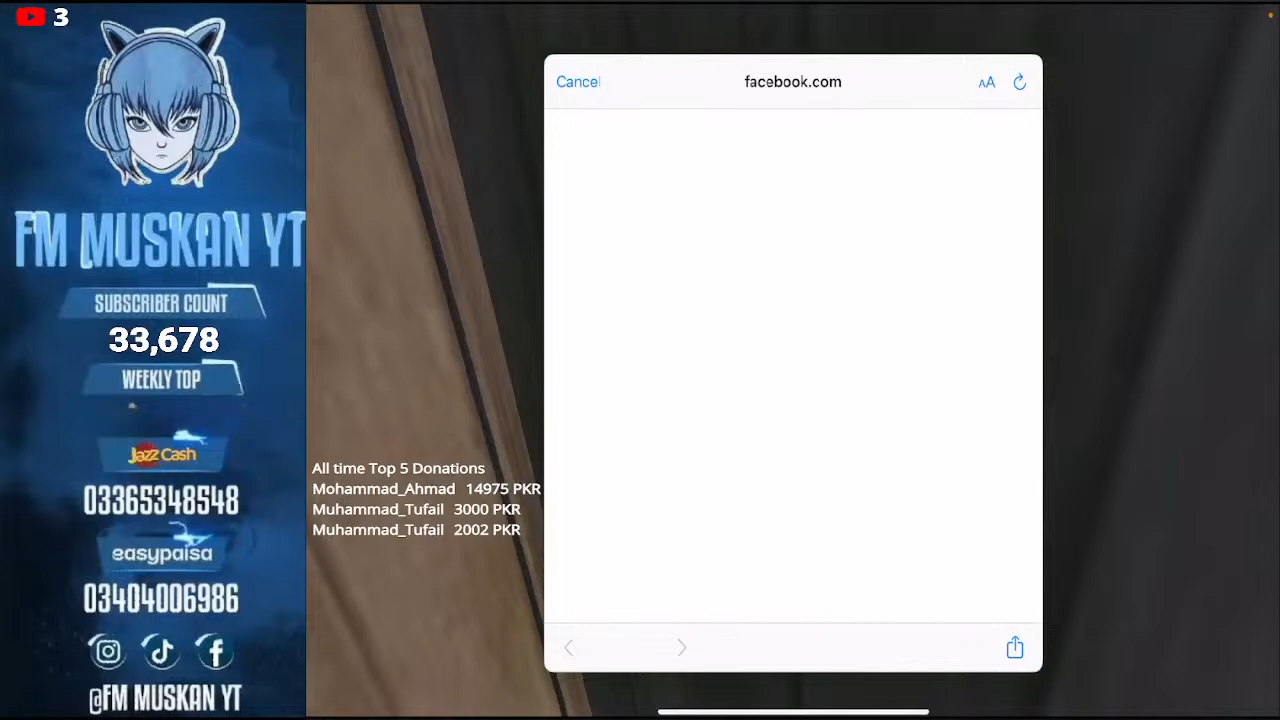 3
FM MUSKAN YT
SUBSCRIBER COUNT
33,678
WEEKLY TOP
JazzCash
03365348548
easypaisa
03404006986
@FM MUSKAN YT
All time Top 5 Donations
Mohammad_Ahmad 14975 PKR
Muhammad_Tufail 3000 PKR
Muhammad_Tufail 2002 PKR
Cancel
facebook.com
AA